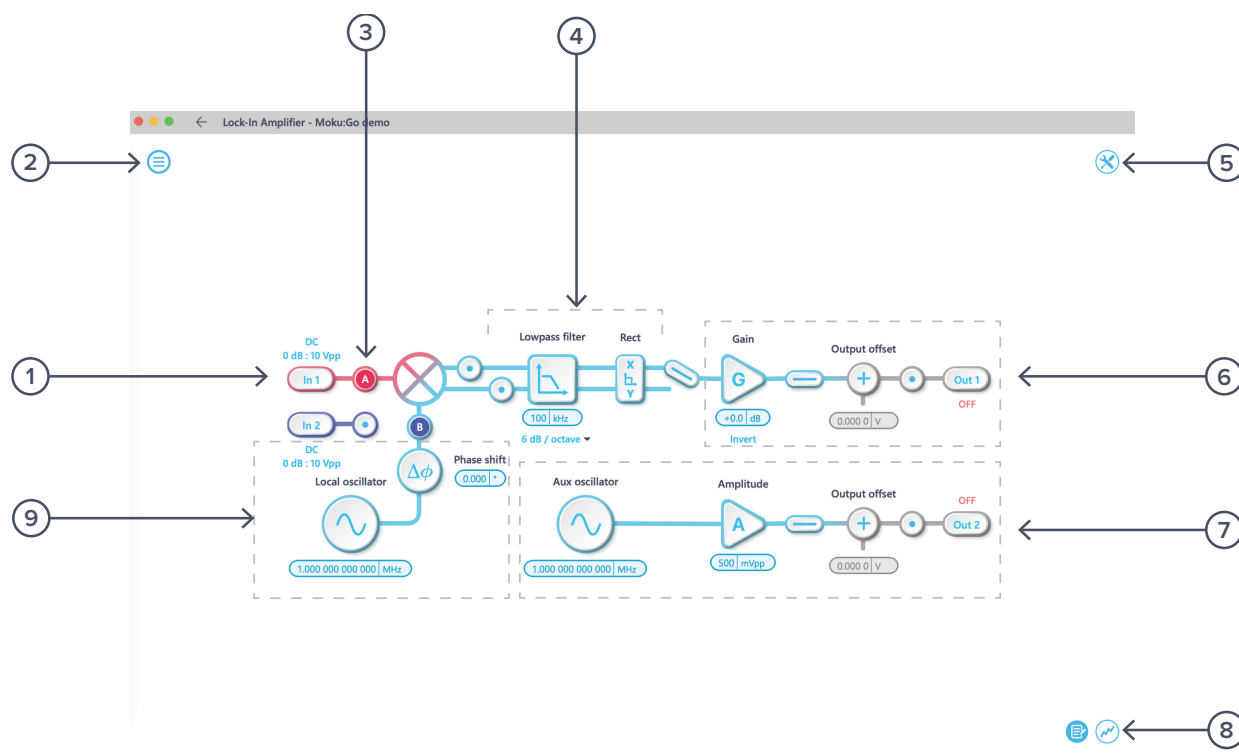 3
4
Lock-In Amplifier - Moku:Go demo
2
5
DC
0 dB : 10 Vpp
In 1
A
1
Lowpass filter
Rect
X
Y
100 kHz
6 dB / octave
Gain
G
+0.0 dB
Invert
Output offset
0.000 0 V
Out 1
OFF
6
In 2
DC
0 dB : 10 Vpp
B
Δϕ
Phase shift
0.000 °
Local oscillator
1.000 000 000 000 MHz
9
Aux oscillator
1.000 000 000 000 MHz
Amplitude
A
500 mVpp
Output offset
0.000 0 V
OFF
Out 2
7
8